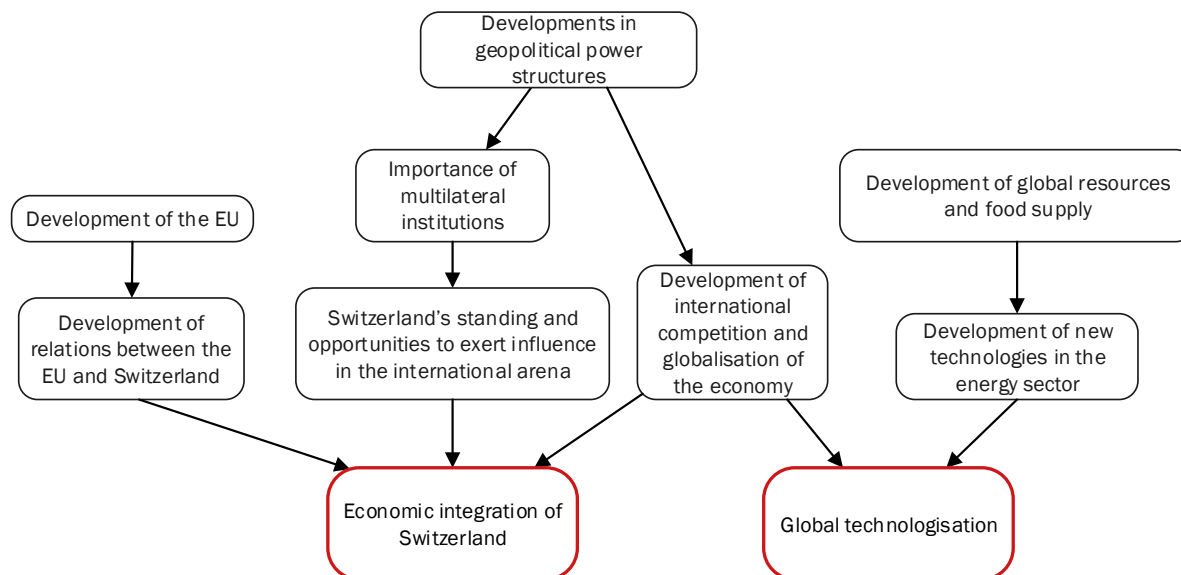 Developments in
geopolitical power
structures
Importance of
multilateral
institutions
Development of global resources
and food supply
Development of the EU
Development of
relations between the
EU and Switzerland
Switzerland’s standing and
opportunities to exert influence
in the international arena
Development of
international
competition and
globalisation of
the economy
Development of new
technologies in the
energy sector
Economic integration of
Switzerland
Global technologisation